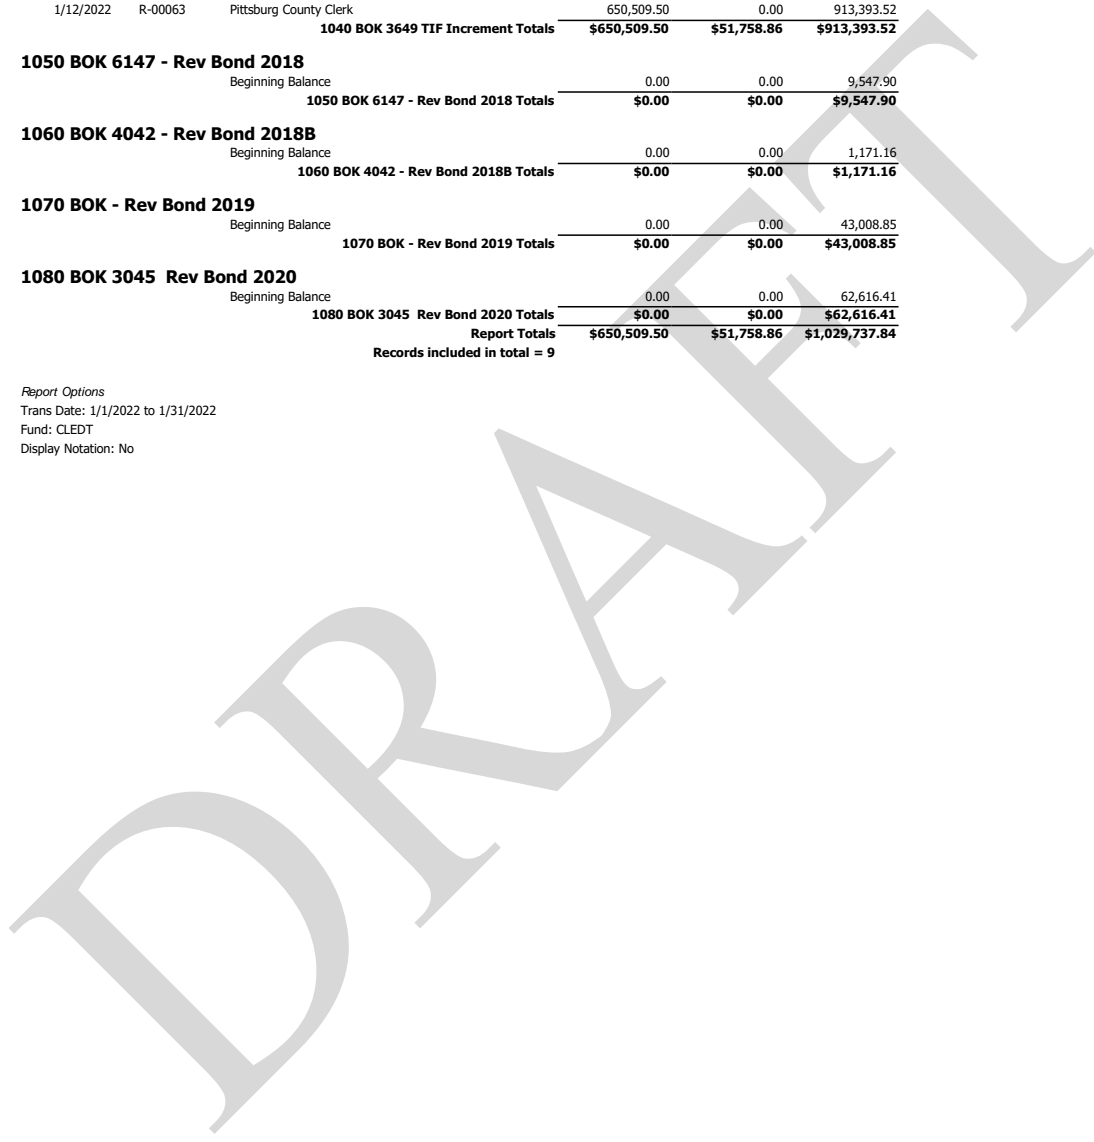 1/12/2022 R-00063 Pittsburg County Clerk 650,509.50 0.00 913,393.52
1040 BOK 3649 TIF Increment Totals $650,509.50 $51,758.86 $913,393.52
1050 BOK 6147 - Rev Bond 2018
Beginning Balance 0.00 0.00 9,547.90
1050 BOK 6147 - Rev Bond 2018 Totals $0.00 $0.00 $9,547.90
1060 BOK 4042 - Rev Bond 2018B
Beginning Balance 0.00 0.00 1,171.16
1060 BOK 4042 - Rev Bond 2018B Totals $0.00 $0.00 $1,171.16
1070 BOK - Rev Bond 2019
Beginning Balance 0.00 0.00 43,008.85
1070 BOK - Rev Bond 2019 Totals $0.00 $0.00 $43,008.85
1080 BOK 3045 Rev Bond 2020
Beginning Balance 0.00 0.00 62,616.41
1080 BOK 3045 Rev Bond 2020 Totals $0.00 $0.00 $62,616.41
Report Totals $650,509.50 $51,758.86 $1,029,737.84
Records included in total = 9
Report Options
Trans Date: 1/1/2022 to 1/31/2022
Fund: CLEDT
Display Notation: No
DRAFT